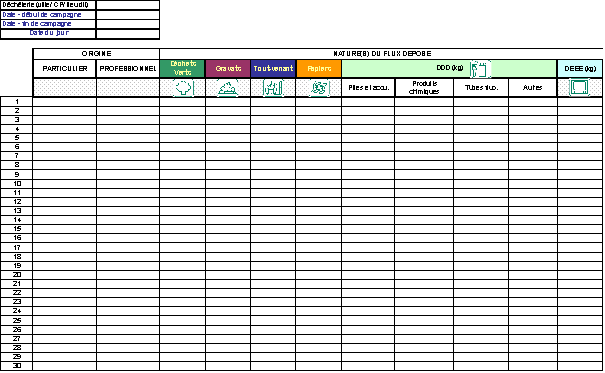 Déchèterie (ville/ CP/ lieudit)
Date - début de campagne
Date - fin de campagne
Date du jour
ORIGINE
NATURE(S) DU FLUX DEPOSE
PARTICULIER
PROFESSIONNEL
Déchets
Verts
Gravats
Tout venant
Papiers
DDD (kg)
DEEE (kg)
Piles et accu.
Produits
chimiques
Tubes fluo.
Autres
1
2
3
4
5
6
7
8
9
10
11
12
13
14
15
16
17
18
19
20
21
22
23
24
25
26
27
28
29
30